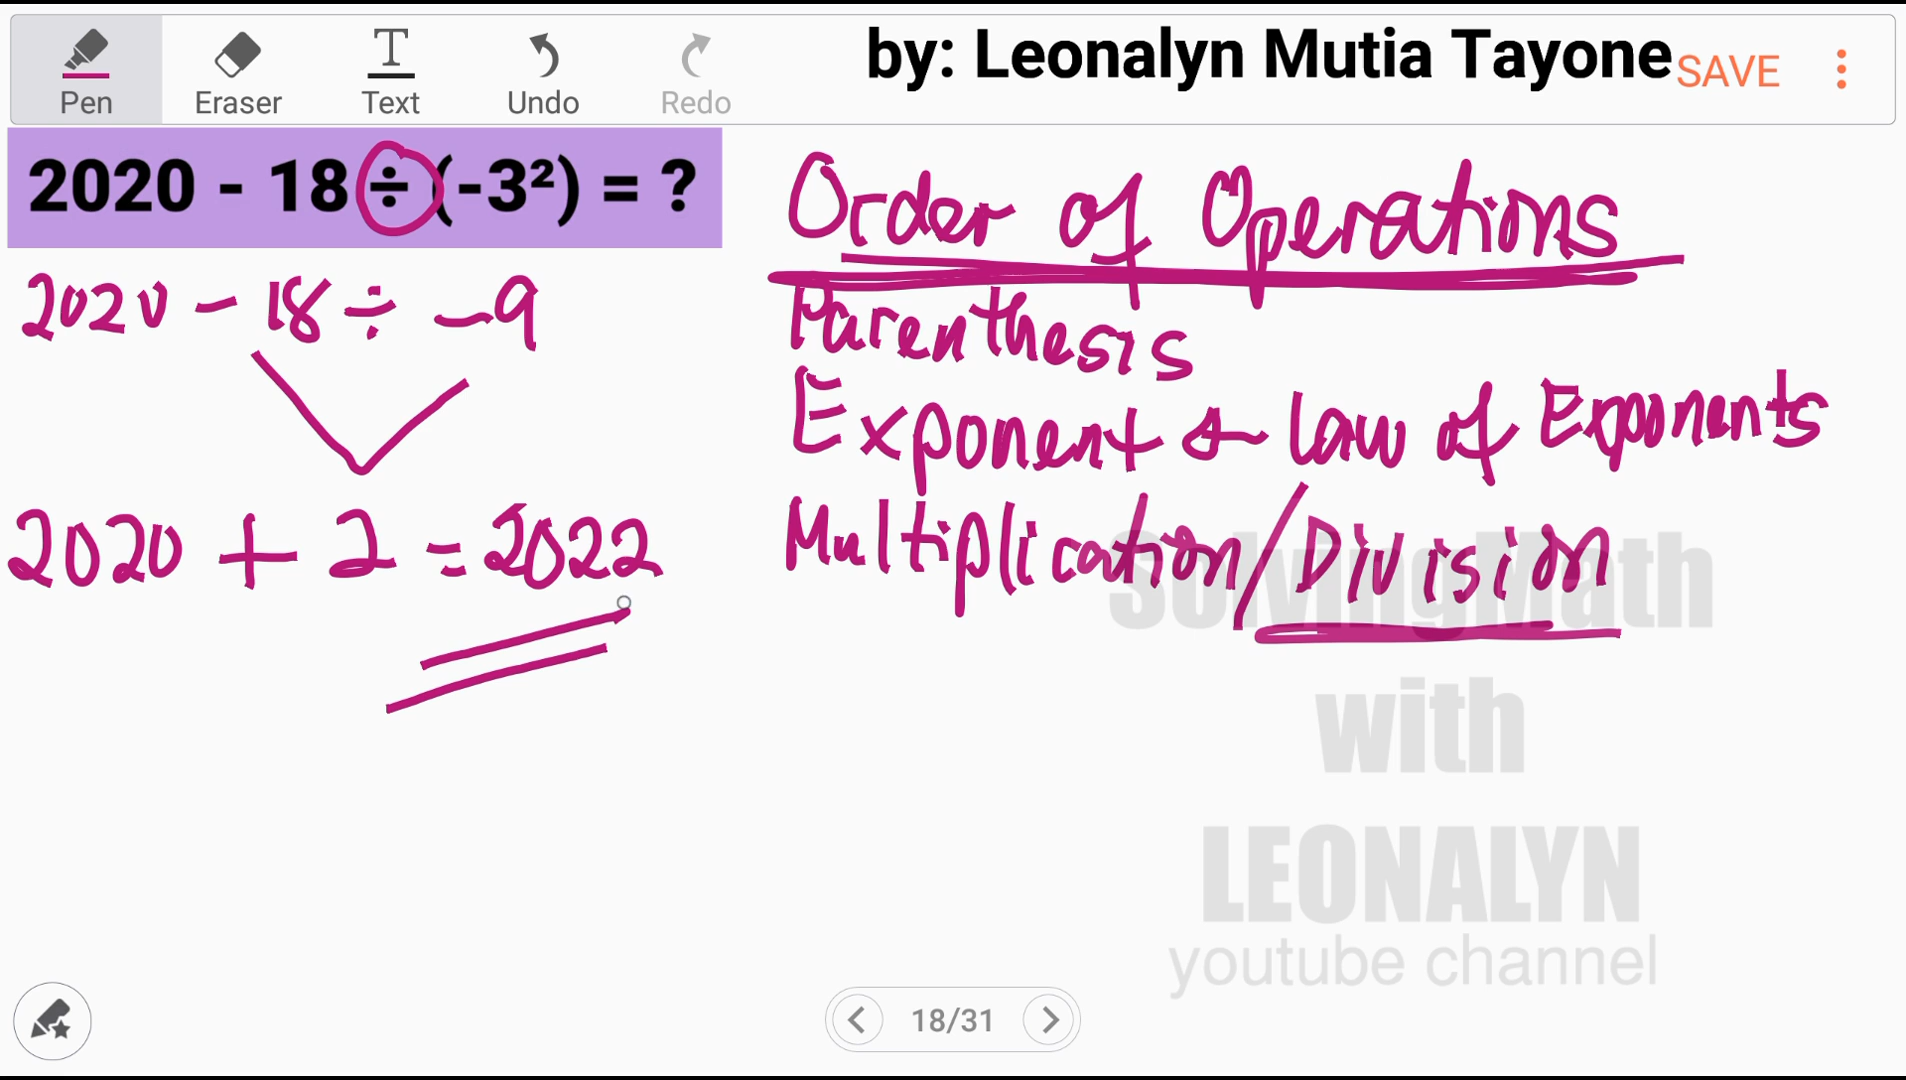 Pen Eraser Text Undo Redo
by: Leonalyn Mutia Tayone
SAVE
2020 - 18 ÷ (-3²) = ?
2020 - 18 ÷ -9
2020 + 2 = 2022
Order of Operations
Parenthesis
Exponent & Law of Exponents
Multiplication/Division
SolvingMath
with
LEONALYN
youtube channel
18/31